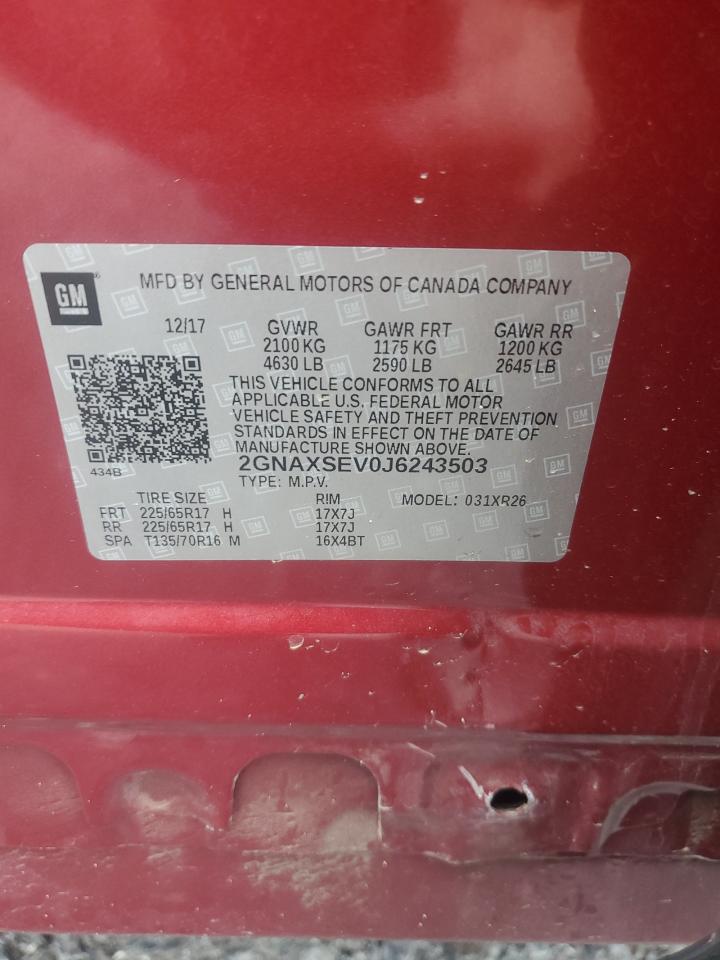 GM
MFD BY GENERAL MOTORS OF CANADA COMPANY
12/17 GVWR GAWR FRT GAWR RR
2100 KG 1175 KG 1200 KG
4630 LB 2590 LB 2645 LB
THIS VEHICLE CONFORMS TO ALL
APPLICABLE U.S. FEDERAL MOTOR
VEHICLE SAFETY AND THEFT PREVENTION
STANDARDS IN EFFECT ON THE DATE OF
MANUFACTURE SHOWN ABOVE.
434B 2GNAXSEV0J6243503
TYPE: M.P.V.
TIRE SIZE RIM MODEL: 031XR26
FRT 225/65R17 H 17X7J
RR 225/65R17 H 17X7J
SPA T135/70R16 M 16X4BT